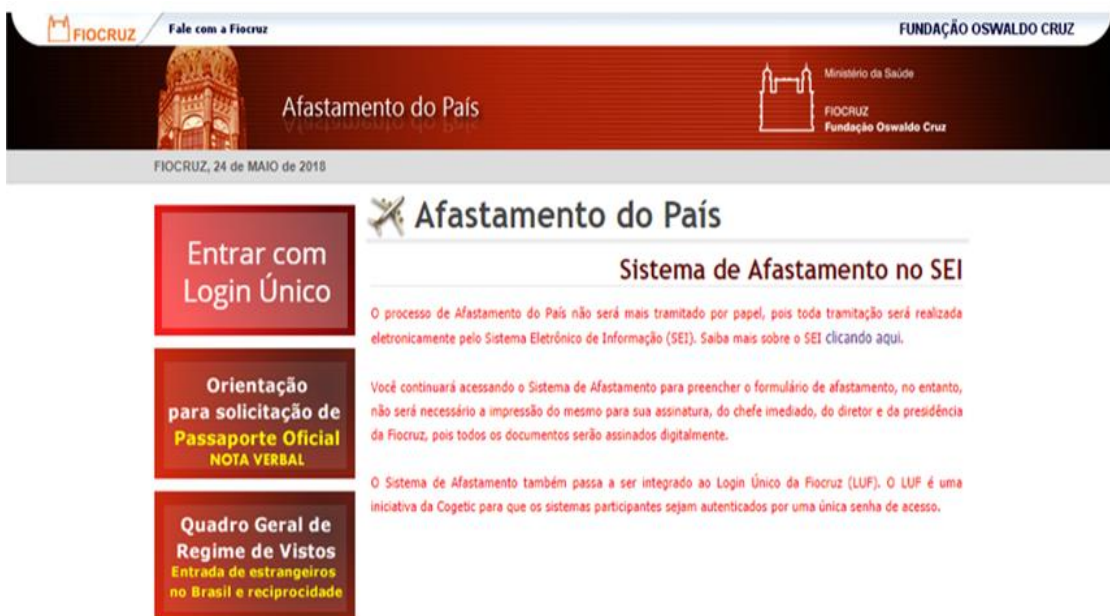 FIOCRUZ
Fale com a Fiocruz
FUNDAÇÃO OSWALDO CRUZ
Afastamento do País
Ministério da Saúde
FIOCRUZ
Fundação Oswaldo Cruz
FIOCRUZ, 24 de MAIO de 2018
Entrar com
Login Único
Orientação
para solicitação de
Passaporte Oficial
NOTA VERBAL
Quadro Geral de
Regime de Vistos
Entrada de estrangeiros
no Brasil e reciprocidade
Afastamento do País
Sistema de Afastamento no SEI
O processo de Afastamento do País não será mais tramitado por papel, pois toda tramitação será realizada
eletronicamente pelo Sistema Eletrônico de Informação (SEI). Saiba mais sobre o SEI clicando aqui.
Você continuará acessando o Sistema de Afastamento para preencher o formulário de afastamento, no entanto,
não será necessário a impressão do mesmo para sua assinatura, do chefe imediado, do diretor e da presidência
da Fiocruz, pois todos os documentos serão assinados digitalmente.
O Sistema de Afastamento também passa a ser integrado ao Login Único da Fiocruz (LUF). O LUF é uma
iniciativa da Cogetic para que os sistemas participantes sejam autenticados por uma única senha de acesso.